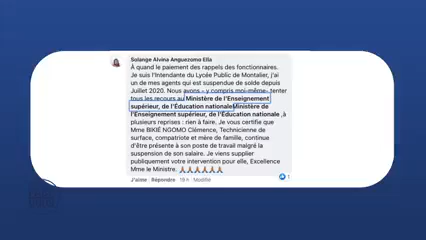 Solange Alvina Anguezomo Ella
À quand le paiement des rappels des fonctionnaires.
Je suis l'Intendante du Lycée Public de Montalier, j'ai
un de mes agents qui est suspendue de solde depuis
Juillet 2020. Nous avons - y compris moi-même- tenter
tous les recours au Ministère de l'Enseignement
supérieur, de l'Éducation nationaleMinistère de
l'Enseignement supérieur, de l'Éducation nationale ,à
plusieurs reprises : rien à faire. Je vous certifie que
Mme BIKIÉ NGOMO Clémence, Technicienne de
surface, compatriote et mère de famille, continue
d'être présente à son poste de travail malgré la
suspension de son salaire. Je viens supplier
publiquement votre intervention pour elle, Excellence
Mme le Ministre. 🙏🏽🙏🏽🙏🏽🙏🏽🙏🏽🙏🏽
J'aime · Répondre · 19 h · Modifié
1